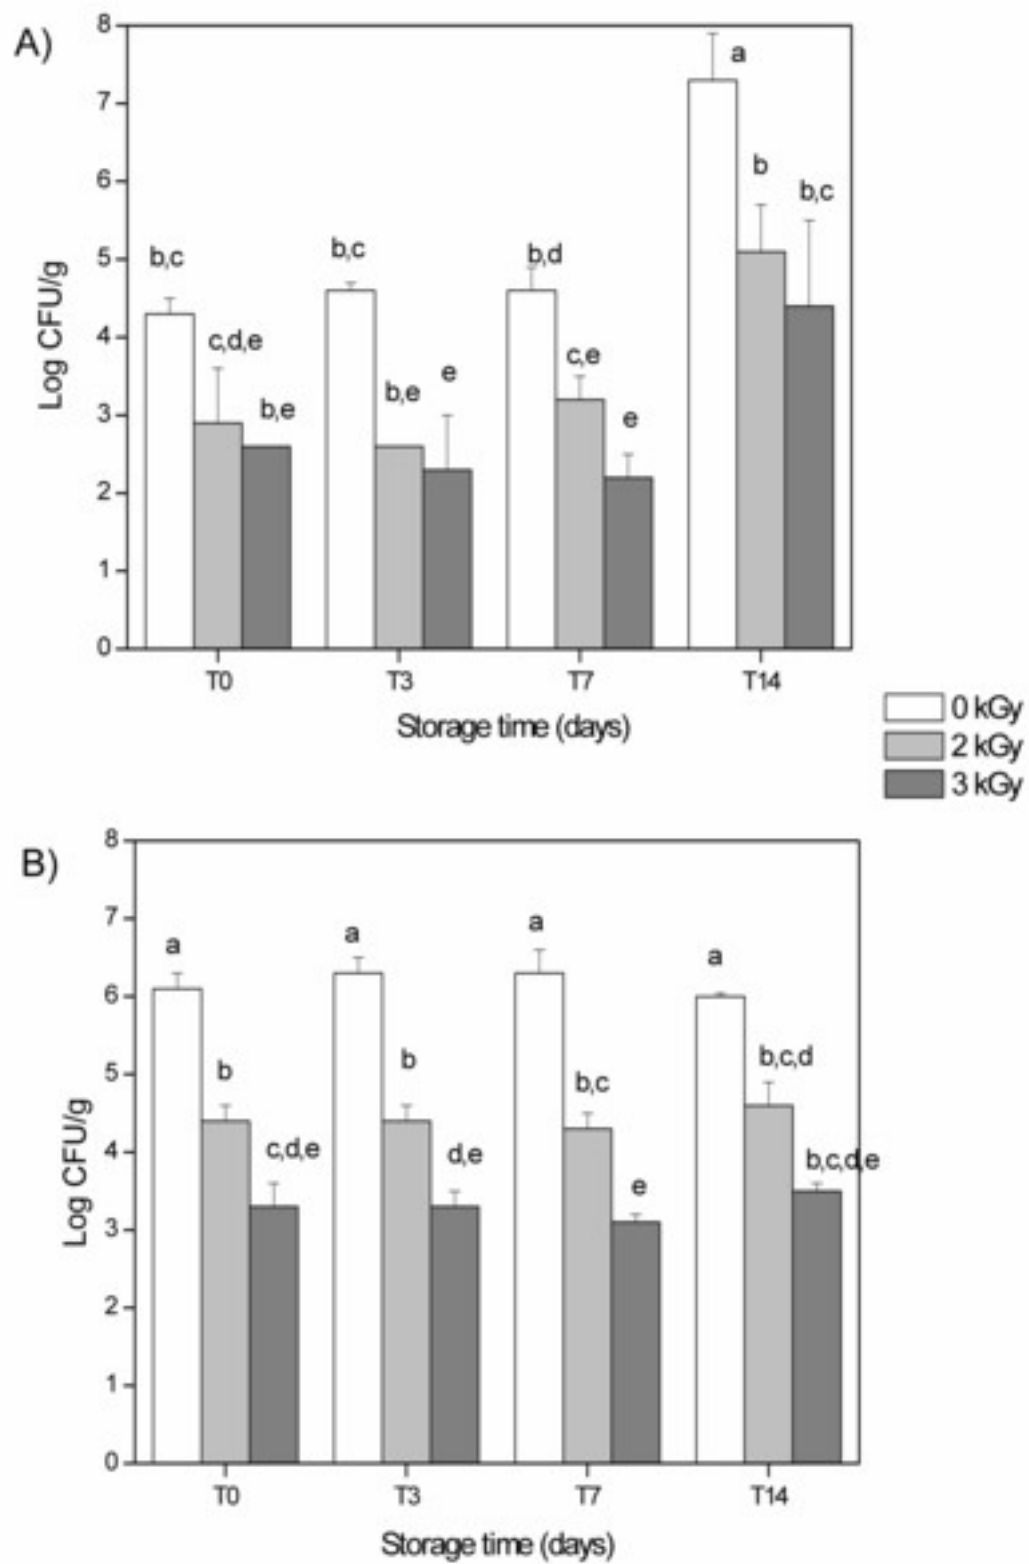 A)
8
7
6
5
4
3
2
1
0
Log CFU/g
b,c
c,d,e
b,e
b,c
b,e
e
b,d
c,e
e
a
b
b,c
T0 T3 T7 T14
Storage time (days)
0 kGy
2 kGy
3 kGy
B)
8
7
6
5
4
3
2
1
0
Log CFU/g
a
b
c,d,e
a
b
d,e
a
b,c
e
a
b,c,d
b,c,d,e
T0 T3 T7 T14
Storage time (days)